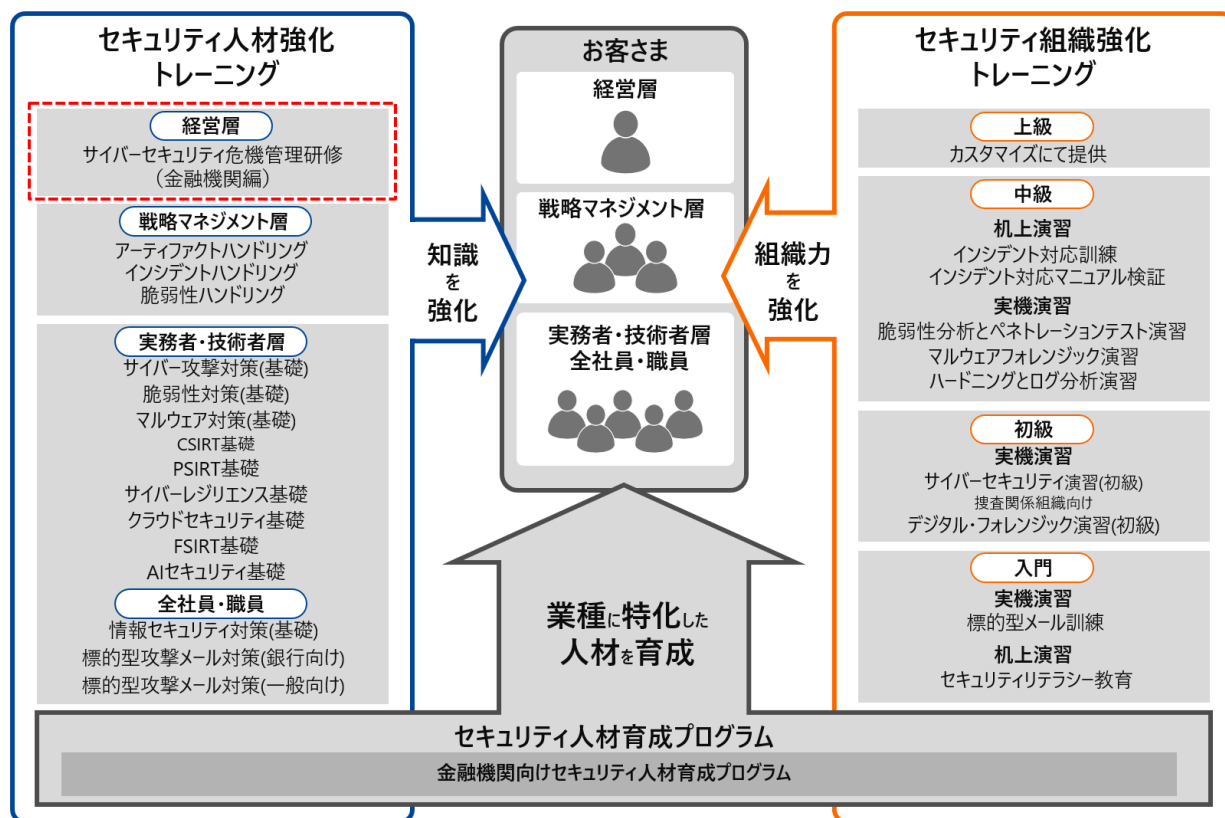 セキュリティ人材強化
トレーニング
経営層
サイバーセキュリティ危機管理研修
（金融機関編）
戦略マネジメント層
アーティファクトハンドリング
インシデントハンドリング
脆弱性ハンドリング
実務者・技術者層
サイバー攻撃対策(基礎)
脆弱性対策(基礎)
マルウェア対策(基礎)
CSIRT基礎
PSIRT基礎
サイバーレジリエンス基礎
クラウドセキュリティ基礎
FSIRT基礎
AIセキュリティ基礎
全社員・職員
情報セキュリティ対策(基礎)
標的型攻撃メール対策(銀行向け)
標的型攻撃メール対策(一般向け)
知識
を
強化
お客さま
経営層
戦略マネジメント層
実務者・技術者層
全社員・職員
組織力
を
強化
セキュリティ組織強化
トレーニング
上級
カスタマイズにて提供
中級
机上演習
インシデント対応訓練
インシデント対応マニュアル検証
実機演習
脆弱性分析とペネトレーションテスト演習
マルウェアフォレンジック演習
ハードニングとログ分析演習
初級
実機演習
サイバーセキュリティ演習(初級)
捜査関係組織向け
デジタル・フォレンジック演習(初級)
入門
実機演習
標的型メール訓練
机上演習
セキュリティリテラシー教育
業種に特化した
人材を育成
セキュリティ人材育成プログラム
金融機関向けセキュリティ人材育成プログラム